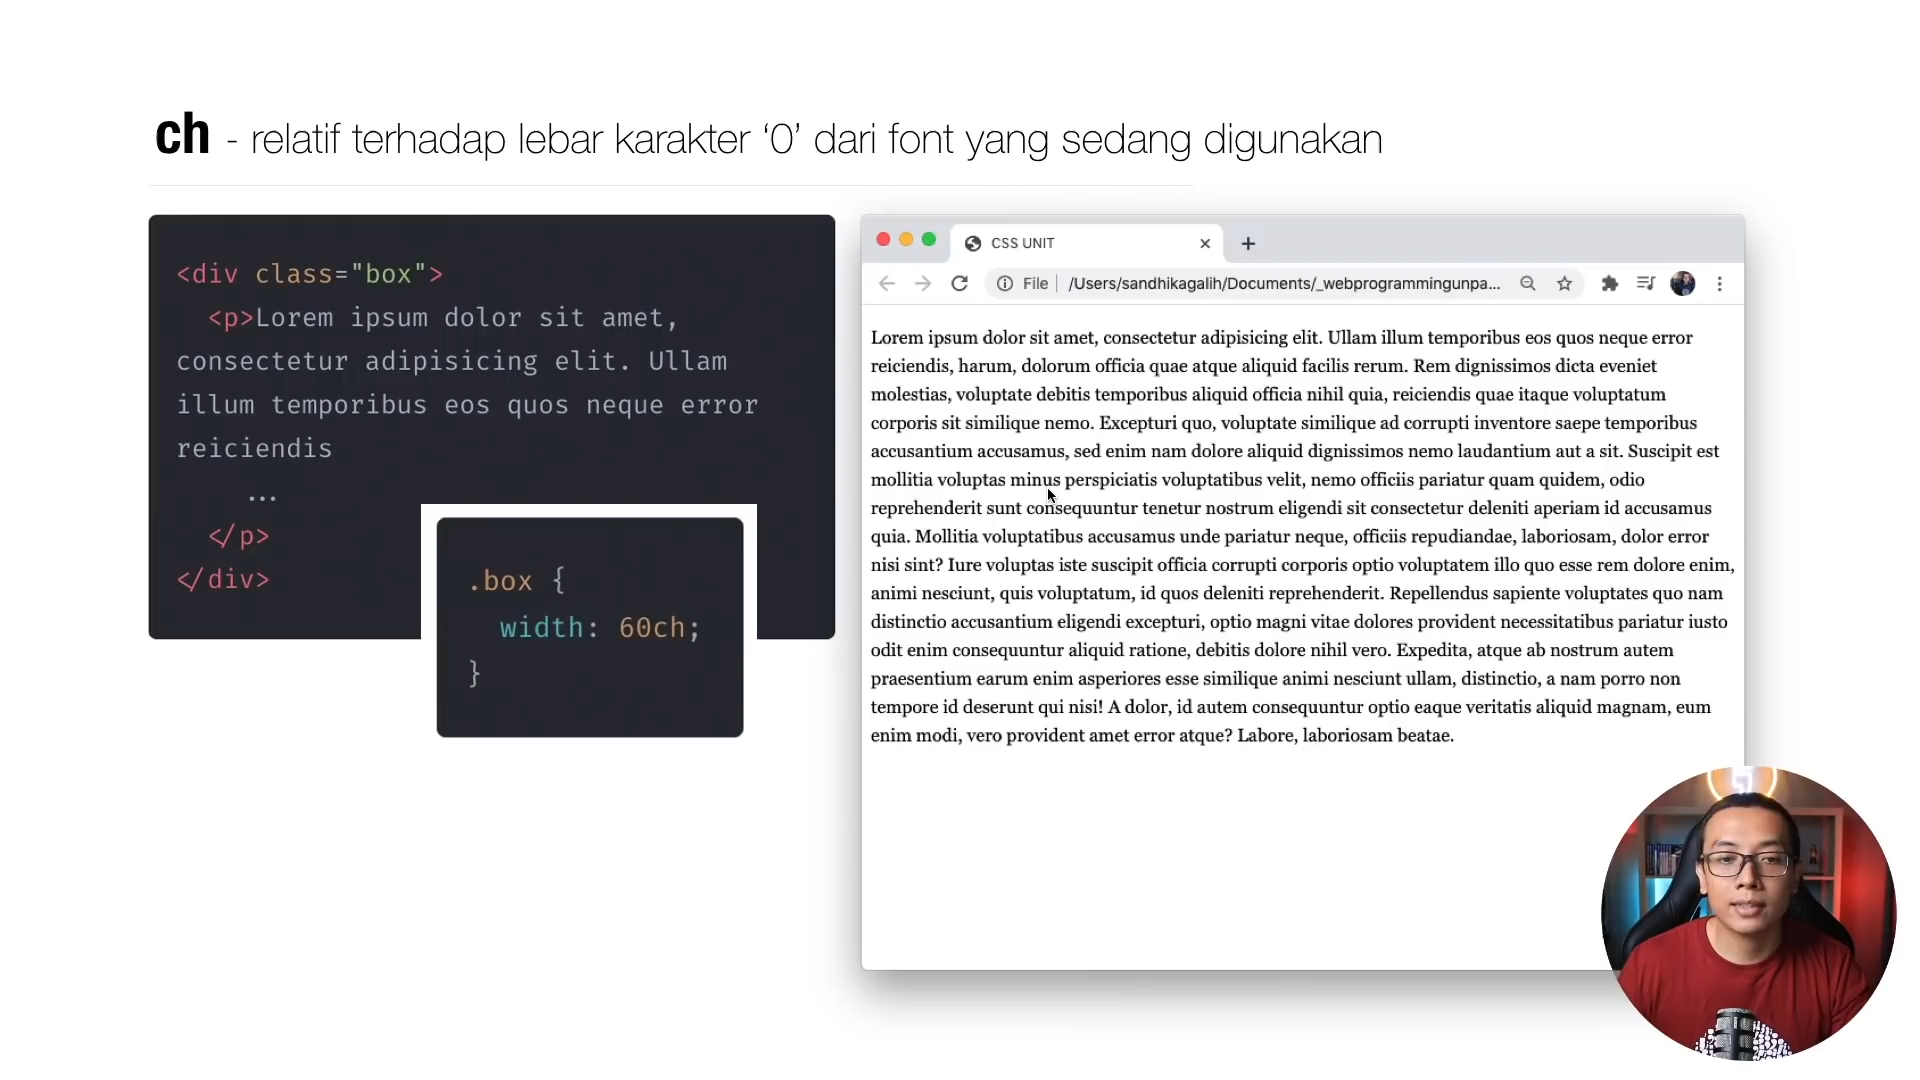 ch - relatif terhadap lebar karakter ‘0’ dari font yang sedang digunakan
<div class="box">
<p>Lorem ipsum dolor sit amet,
consectetur adipisicing elit. Ullam
illum temporibus eos quos neque error
reiciendis
...
</p>
</div>
.box {
width: 60ch;
}
CSS UNIT
File
/Users/sandhikagalih/Documents/_webprogrammingunpa...
Lorem ipsum dolor sit amet, consectetur adipisicing elit. Ullam illum temporibus eos quos neque error
reiciendis, harum, dolorum officia quae atque aliquid facilis rerum. Rem dignissimos dicta eveniet
molestias, voluptate debitis temporibus aliquid officia nihil quia, reiciendis quae itaque voluptatum
corporis sit similique nemo. Excepturi quo, voluptate similique ad corrupti inventore saepe temporibus
accusantium accusamus, sed enim nam dolore aliquid dignissimos nemo laudantium aut a sit. Suscipit est
mollitia voluptas minus perspiciatis voluptatibus velit, nemo officiis pariatur quam quidem, odio
reprehenderit sunt consequuntur tenetur nostrum eligendi sit consectetur deleniti aperiam id accusamus
quia. Mollitia voluptatibus accusamus unde pariatur neque, officiis repudiandae, laboriosam, dolor error
nisi sint? Iure voluptas iste suscipit officia corrupti corporis optio voluptatem illo quo esse rem dolore enim,
animi nesciunt, quis voluptatum, id quos deleniti reprehenderit. Repellendus sapiente voluptates quo nam
distinctio accusantium eligendi excepturi, optio magni vitae dolores provident necessitatibus pariatur iusto
odit enim consequuntur aliquid ratione, debitis dolore nihil vero. Expedita, atque ab nostrum autem
praesentium earum enim asperiores esse similique animi nesciunt ullam, distinctio, a nam porro non
tempore id deserunt qui nisi! A dolor, id autem consequuntur optio eaque veritatis aliquid magnam, eum
enim modi, vero provident amet error atque? Labore, laboriosam beatae.